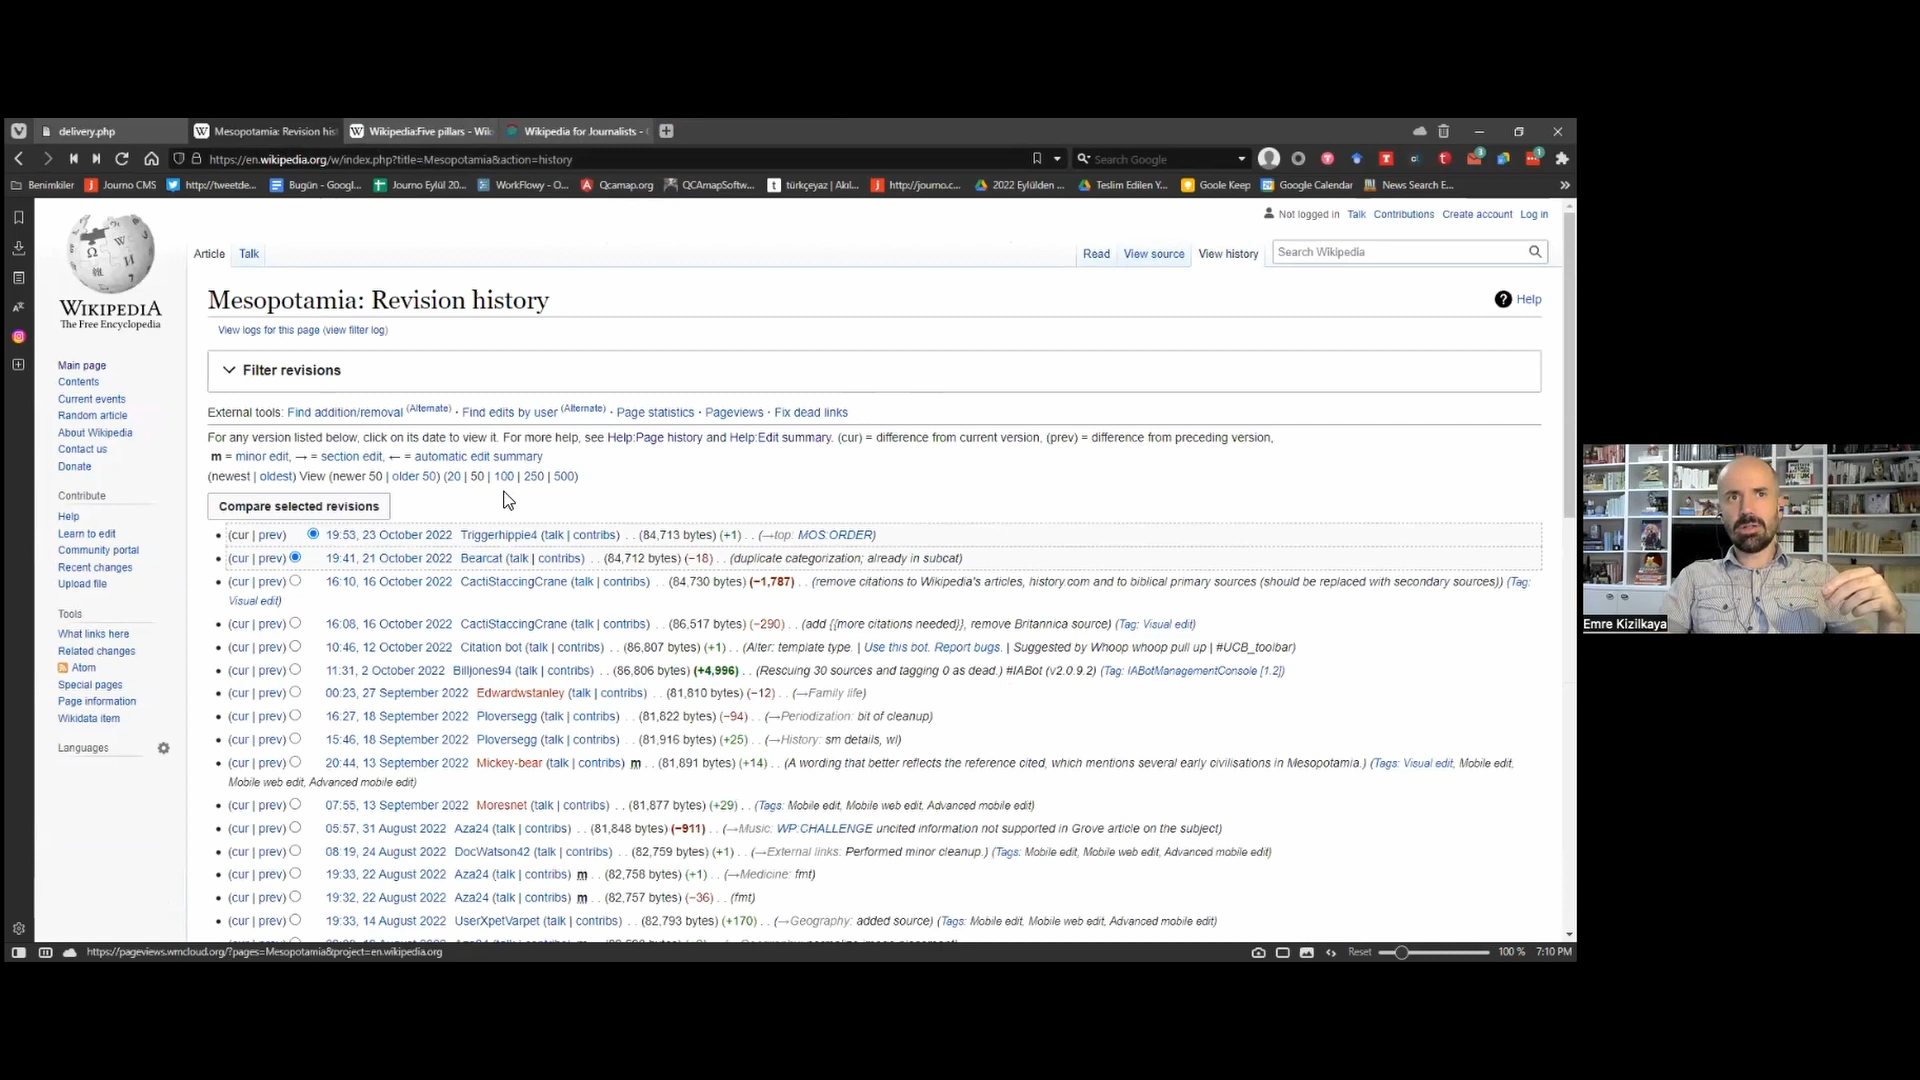 delivery.php
Mesopotamia: Revision his
Wikipedia:Five pillars - Wik
Wikipedia for Journalists -
https://en.wikipedia.org/w/index.php?title=Mesopotamia&action=history
Search Google
Benimkiler
Journo CMS
http://tweetde...
Bugün - Googl...
Journo Eylül 20...
WorkFlowy - O...
Qcamap.org
QCAmapSoftw...
türkçeyaz | Akıl...
http://journo.c...
2022 Eylülden ...
Teslim Edilen Y...
Goole Keep
Google Calendar
News Search E...
Not logged in Talk Contributions Create account Log in
Article Talk
Read View source View history
Search Wikipedia
WIKIPEDIA
The Free Encyclopedia
Main page
Contents
Current events
Random article
About Wikipedia
Contact us
Donate
Contribute
Help
Learn to edit
Community portal
Recent changes
Upload file
Tools
What links here
Related changes
Atom
Special pages
Page information
Wikidata item
Languages
Mesopotamia: Revision history
Help
View logs for this page (view filter log)
Filter revisions
External tools: Find addition/removal (Alternate) · Find edits by user (Alternate) · Page statistics · Pageviews · Fix dead links
For any version listed below, click on its date to view it. For more help, see Help:Page history and Help:Edit summary. (cur) = difference from current version, (prev) = difference from preceding version,
m = minor edit, → = section edit, ← = automatic edit summary
(newest | oldest) View (newer 50 | older 50) (20 | 50 | 100 | 250 | 500)
Compare selected revisions
(cur | prev) 19:53, 23 October 2022 Triggerhippie4 (talk | contribs) . . (84,713 bytes) (+1) . . (→top: MOS:ORDER)
(cur | prev) 19:41, 21 October 2022 Bearcat (talk | contribs) . . (84,712 bytes) (−18) . . (duplicate categorization; already in subcat)
(cur | prev) 16:10, 16 October 2022 CactiStaccingCrane (talk | contribs) . . (84,730 bytes) (−1,787) . . (remove citations to Wikipedia's articles, history.com and to biblical primary sources (should be replaced with secondary sources)) (Tag:
Visual edit)
(cur | prev) 16:08, 16 October 2022 CactiStaccingCrane (talk | contribs) . . (86,517 bytes) (−290) . . (add {{more citations needed}}, remove Britannica source) (Tag: Visual edit)
(cur | prev) 10:46, 12 October 2022 Citation bot (talk | contribs) . . (86,807 bytes) (+1) . . (Alter: template type. | Use this bot. Report bugs. | Suggested by Whoop whoop pull up | #UCB_toolbar)
(cur | prev) 11:31, 2 October 2022 Billjones94 (talk | contribs) . . (86,806 bytes) (+4,996) . . (Rescuing 30 sources and tagging 0 as dead.) #IABot (v2.0.9.2) (Tag: IABotManagementConsole [1.2])
(cur | prev) 00:23, 27 September 2022 Edwardwstanley (talk | contribs) . . (81,810 bytes) (−12) . . (→Family life)
(cur | prev) 16:27, 18 September 2022 Ploversegg (talk | contribs) . . (81,822 bytes) (−94) . . (→Periodization: bit of cleanup)
(cur | prev) 15:46, 18 September 2022 Ploversegg (talk | contribs) . . (81,916 bytes) (+25) . . (→History: sm details, wl)
(cur | prev) 20:44, 13 September 2022 Mickey-bear (talk | contribs) m . . (81,891 bytes) (+14) . . (A wording that better reflects the reference cited, which mentions several early civilisations in Mesopotamia.) (Tags: Visual edit, Mobile edit,
Mobile web edit, Advanced mobile edit)
(cur | prev) 07:55, 13 September 2022 Moresnet (talk | contribs) . . (81,877 bytes) (+29) . . (Tags: Mobile edit, Mobile web edit, Advanced mobile edit)
(cur | prev) 05:57, 31 August 2022 Aza24 (talk | contribs) . . (81,848 bytes) (−911) . . (→Music: WP:CHALLENGE uncited information not supported in Grove article on the subject)
(cur | prev) 08:19, 24 August 2022 DocWatson42 (talk | contribs) . . (82,759 bytes) (+1) . . (→External links: Performed minor cleanup.) (Tags: Mobile edit, Mobile web edit, Advanced mobile edit)
(cur | prev) 19:33, 22 August 2022 Aza24 (talk | contribs) m . . (82,758 bytes) (+1) . . (→Medicine: fmt)
(cur | prev) 19:32, 22 August 2022 Aza24 (talk | contribs) m . . (82,757 bytes) (−36) . . (fmt)
(cur | prev) 19:33, 14 August 2022 UserXpetVarpet (talk | contribs) . . (82,793 bytes) (+170) . . (→Geography: added source) (Tags: Mobile edit, Mobile web edit, Advanced mobile edit)
https://pageviews.wmcloud.org/?pages=Mesopotamia&project=en.wikipedia.org
Reset
100 %
7:10 PM
Emre Kizilkaya